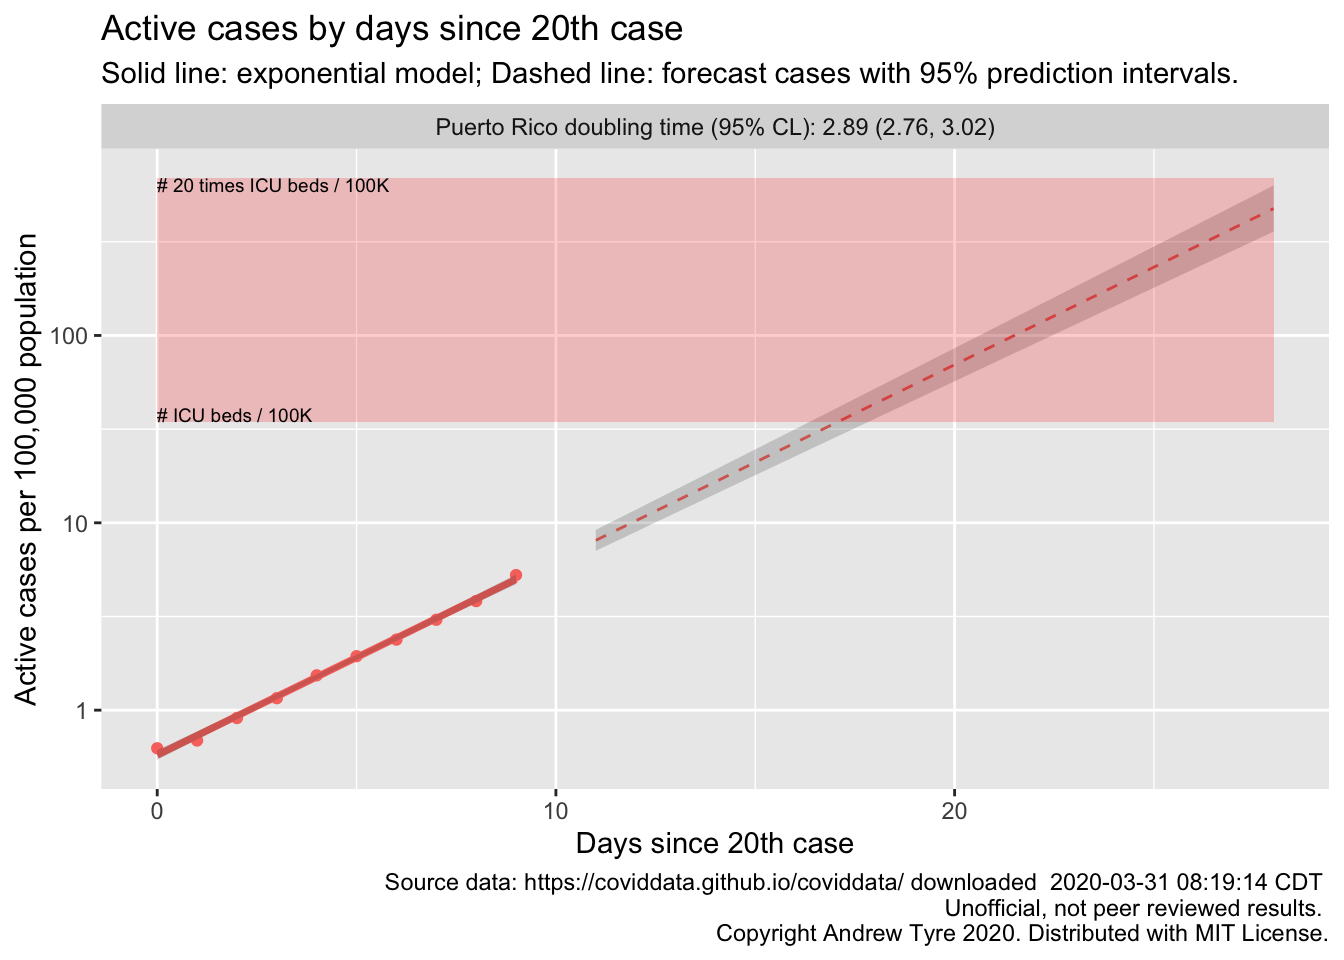 Active cases by days since 20th case
Solid line: exponential model; Dashed line: forecast cases with 95% prediction intervals.
Puerto Rico doubling time (95% CL): 2.89 (2.76, 3.02)
# 20 times ICU beds / 100K
# ICU beds / 100K
Active cases per 100,000 population
100
10
1
0
10
20
Days since 20th case
Source data: https://coviddata.github.io/coviddata/ downloaded  2020-03-31 08:19:14 CDT
Unofficial, not peer reviewed results.
Copyright Andrew Tyre 2020. Distributed with MIT License.